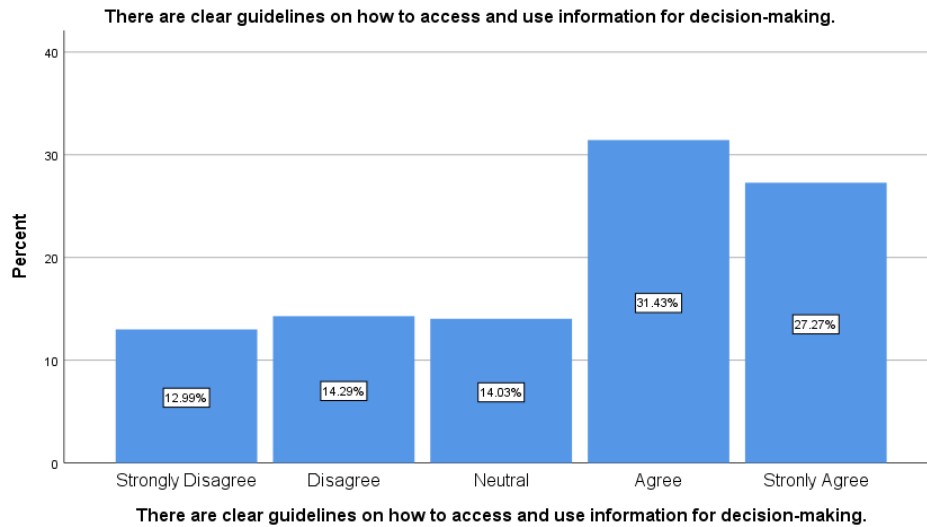 There are clear guidelines on how to access and use information for decision-making.
40
30
20
10
0
Percent
12.99%
14.29%
14.03%
31.43%
27.27%
Strongly Disagree
Disagree
Neutral
Agree
Stronly Agree
There are clear guidelines on how to access and use information for decision-making.